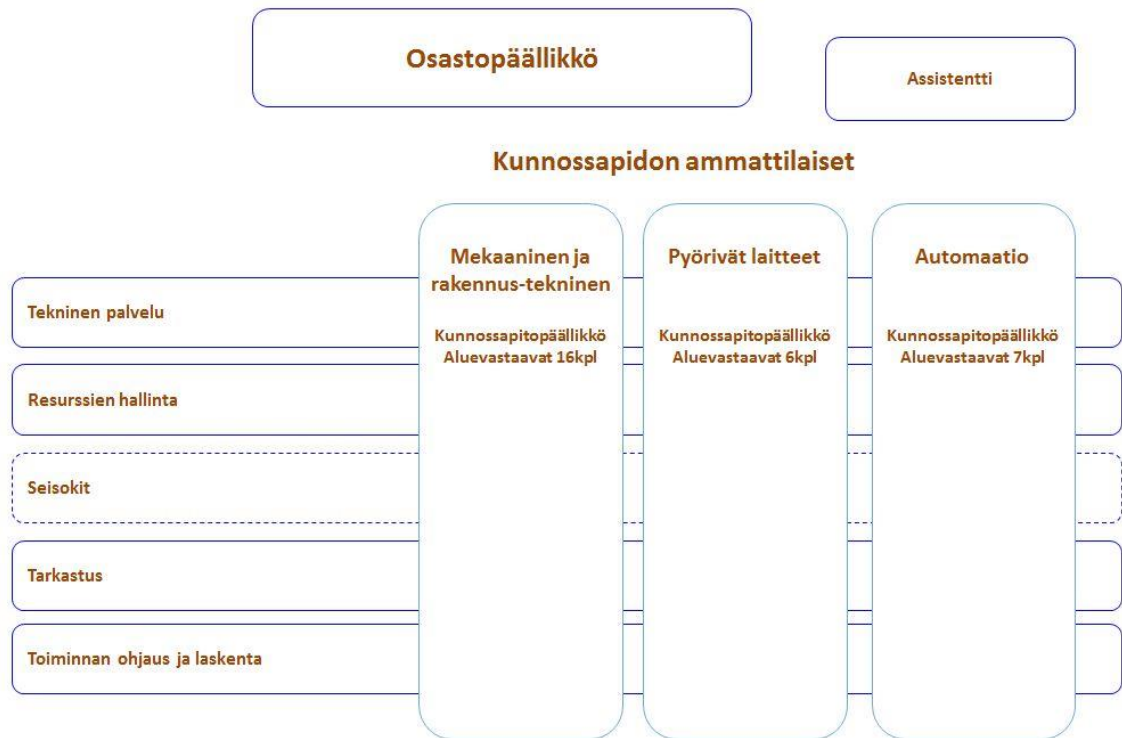 Osastopäällikkö
Assistentti
Kunnossapidon ammattilaiset
Mekaaninen ja
rakennus-tekninen
Kunnossapitopäällikkö
Aluevastaavat 16kpl
Pyörivät laitteet
Kunnossapitopäällikkö
Aluevastaavat 6kpl
Automaatio
Kunnossapitopäällikkö
Aluevastaavat 7kpl
Tekninen palvelu
Resurssien hallinta
Seisokit
Tarkastus
Toiminnan ohjaus ja laskenta